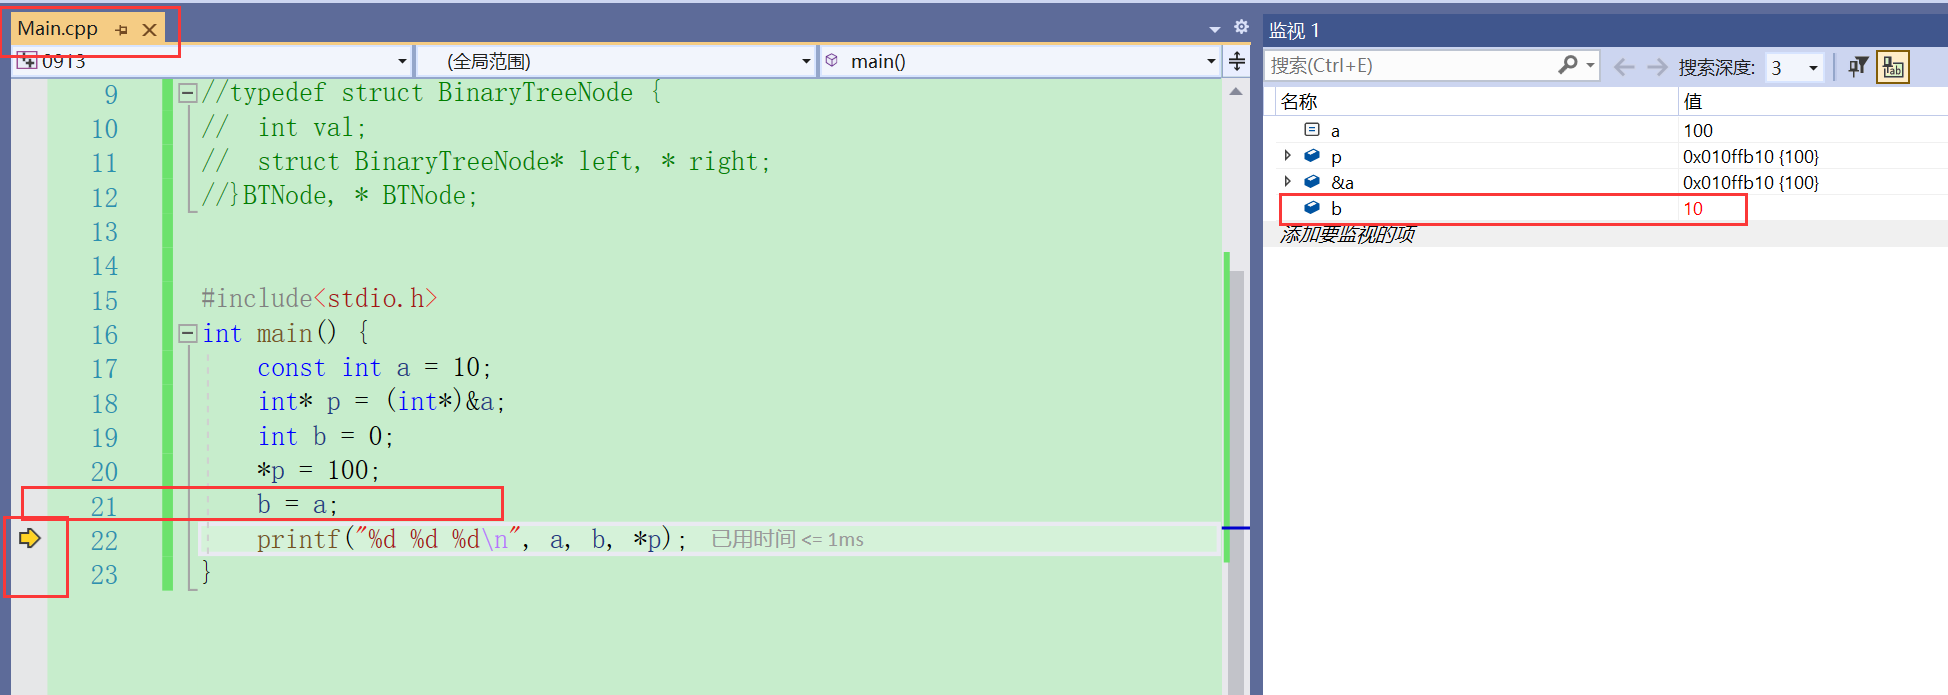 Main.cpp
0913 (全局范围) main()
9 //typedef struct BinaryTreeNode {
10 //  int val;
11 //  struct BinaryTreeNode* left, * right;
12 //}BTNode, * BTNode;
13
14
15 #include<stdio.h>
16 int main() {
17     const int a = 10;
18     int* p = (int*)&a;
19     int b = 0;
20     *p = 100;
21     b = a;
22     printf("%d %d %d\n", a, b, *p); 已用时间 <= 1ms
23 }
监视 1
搜索(Ctrl+E) 搜索深度: 3
名称 值
a 100
p 0x010ffb10 {100}
&a 0x010ffb10 {100}
b 10
添加要监视的项